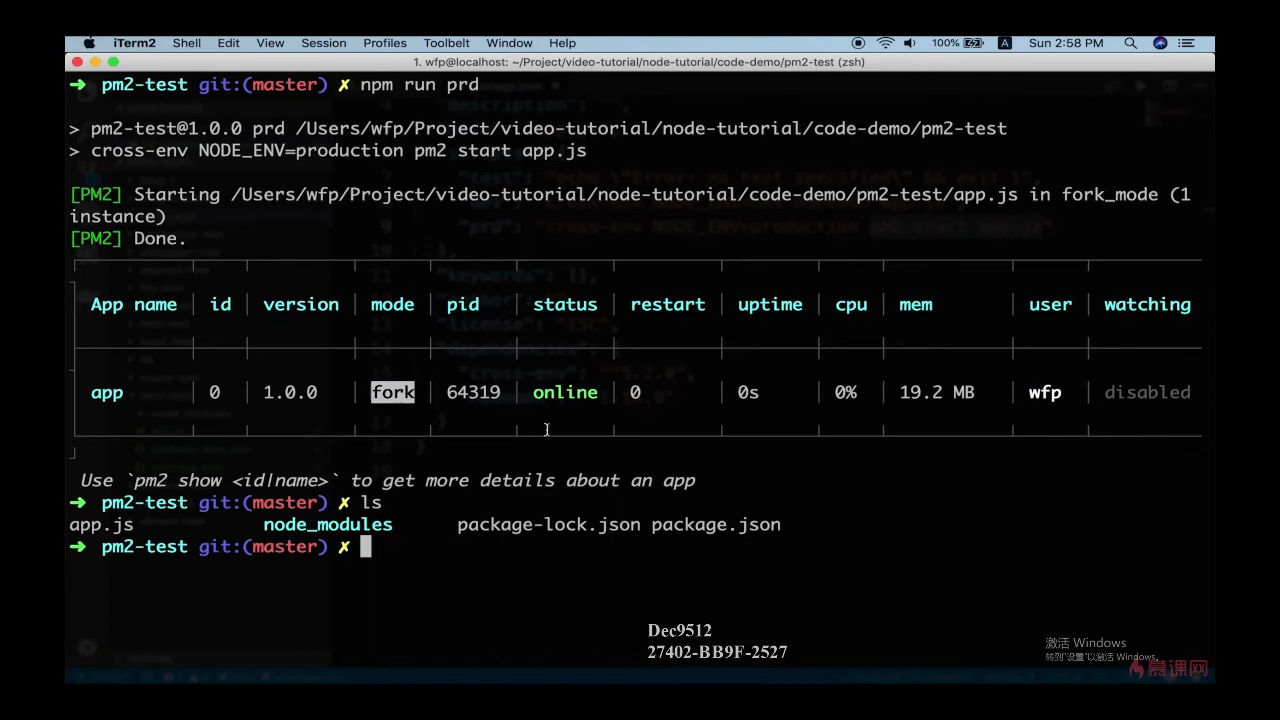 iTerm2 Shell Edit View Session Profiles Toolbelt Window Help 100% A Sun 2:58 PM
1. wfp@localhost: ~/Project/video-tutorial/node-tutorial/code-demo/pm2-test (zsh)
➜ pm2-test git:(master) ✗ npm run prd
> pm2-test@1.0.0 prd /Users/wfp/Project/video-tutorial/node-tutorial/code-demo/pm2-test
> cross-env NODE_ENV=production pm2 start app.js
[PM2] Starting /Users/wfp/Project/video-tutorial/node-tutorial/code-demo/pm2-test/app.js in fork_mode (1
instance)
[PM2] Done.
App name id version mode pid status restart uptime cpu mem user watching
app 0 1.0.0 fork 64319 online 0 0s 0% 19.2 MB wfp disabled
Use `pm2 show <id|name>` to get more details about an app
➜ pm2-test git:(master) ✗ ls
app.js node_modules package-lock.json package.json
➜ pm2-test git:(master) ✗
Dec9512
27402-BB9F-2527
激活 Windows
转到"设置"以激活 Windows。
慕课网